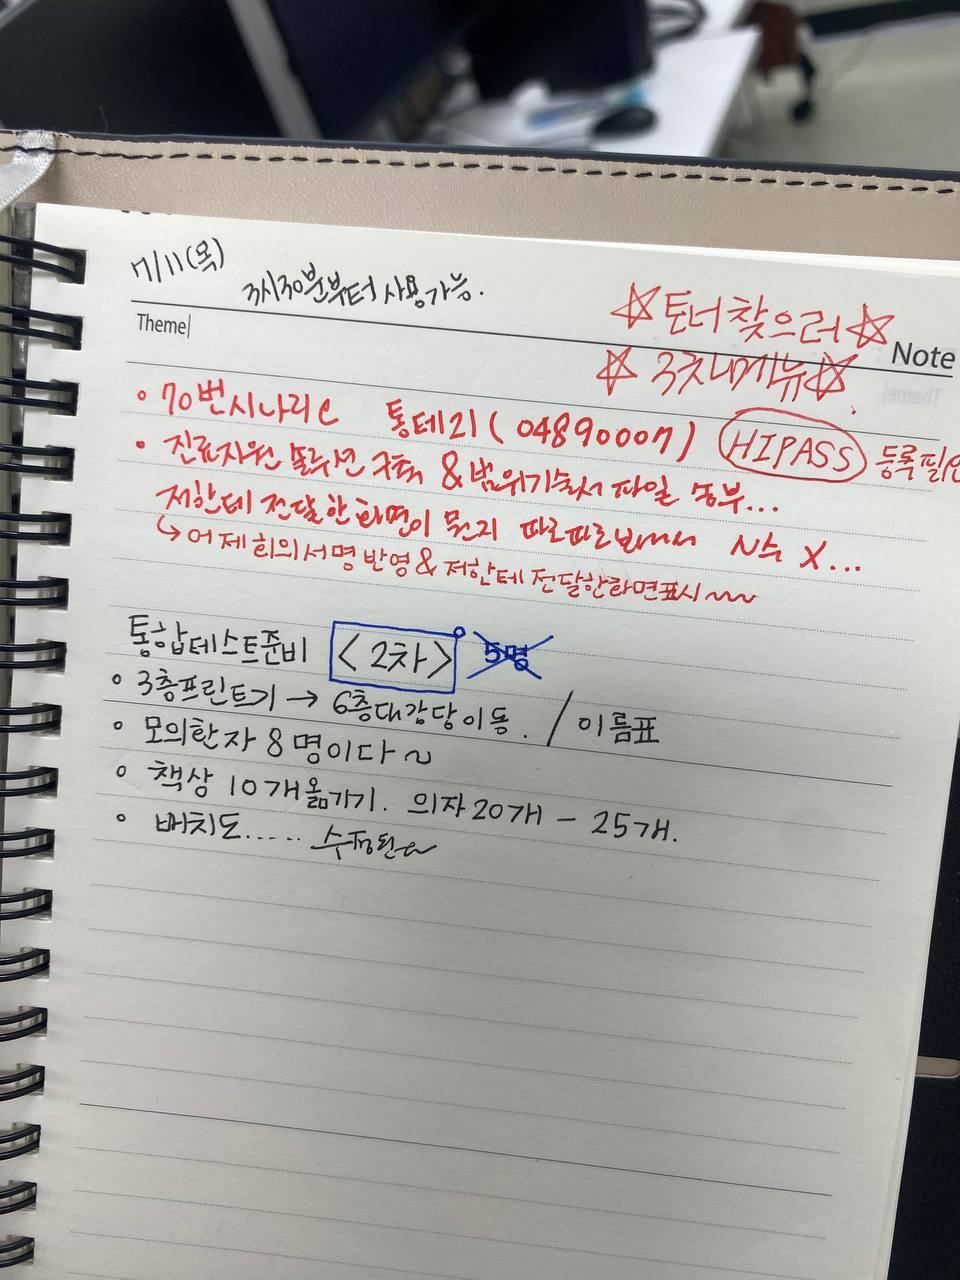 7/11(목)
3시30분부터 사용가능.
☆토너찾으러☆
Theme
Note
☆ 3차메뉴☆
• 70번시나리오 통테21( 04890007 ) HIPASS 등록필요
• 진료지원 솔루션 구축 & 범위기술서 파일 송부...
저한테 전달한화면이 뭔지 따로따로보내서 접수 X...
↳어제회의서명반영& 저한테 전달한화면표시~~
통합테스트준비 <2차> 5명
• 3층프린트기 → 6층대강당이동. / 이름표
• 모의환자 8명이다~
• 책상 10개옮기기. 의자20개 - 25개.
• 배치도..... 수정된